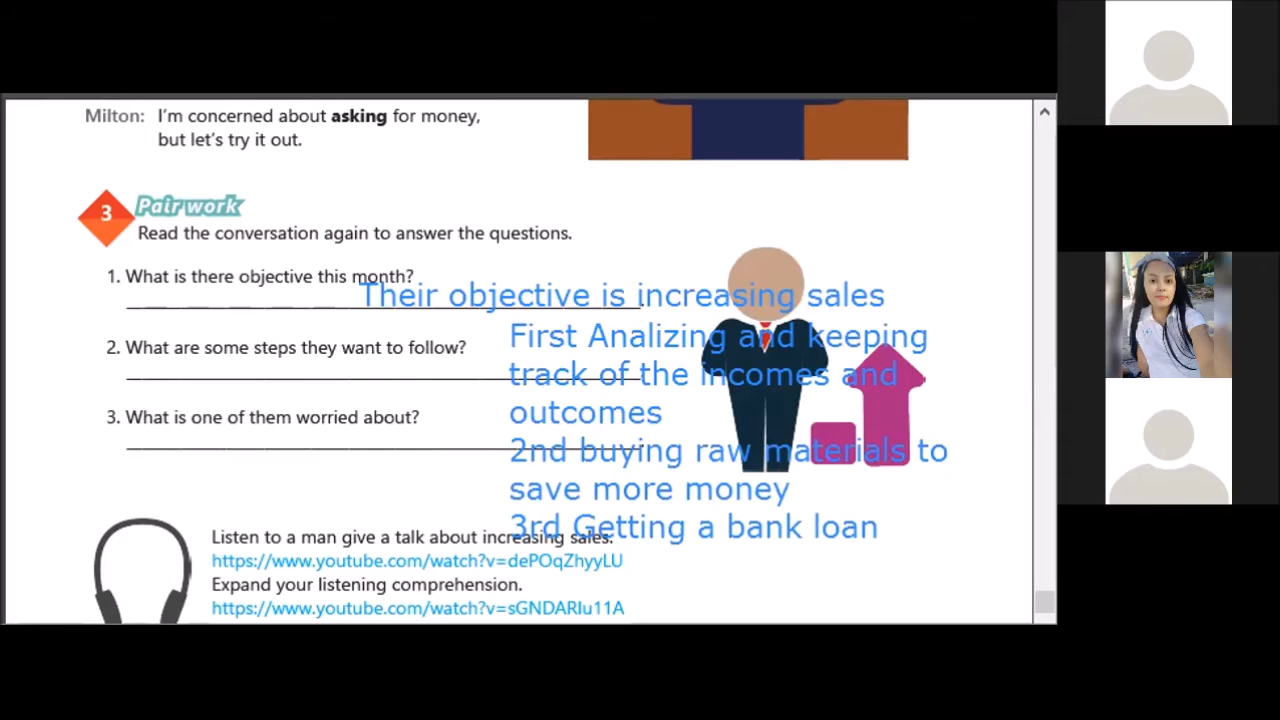 Milton: I'm concerned about asking for money,
but let's try it out.
3 Pair work
Read the conversation again to answer the questions.
1. What is there objective this month?
Their objective is increasing sales
First Analizing and keeping
2. What are some steps they want to follow?
track of the incomes and
outcomes
3. What is one of them worried about?
2nd buying raw materials to
save more money
3rd Getting a bank loan
Listen to a man give a talk about increasing sales.
https://www.youtube.com/watch?v=dePOqZhyyLU
Expand your listening comprehension.
https://www.youtube.com/watch?v=sGNDARIu11A